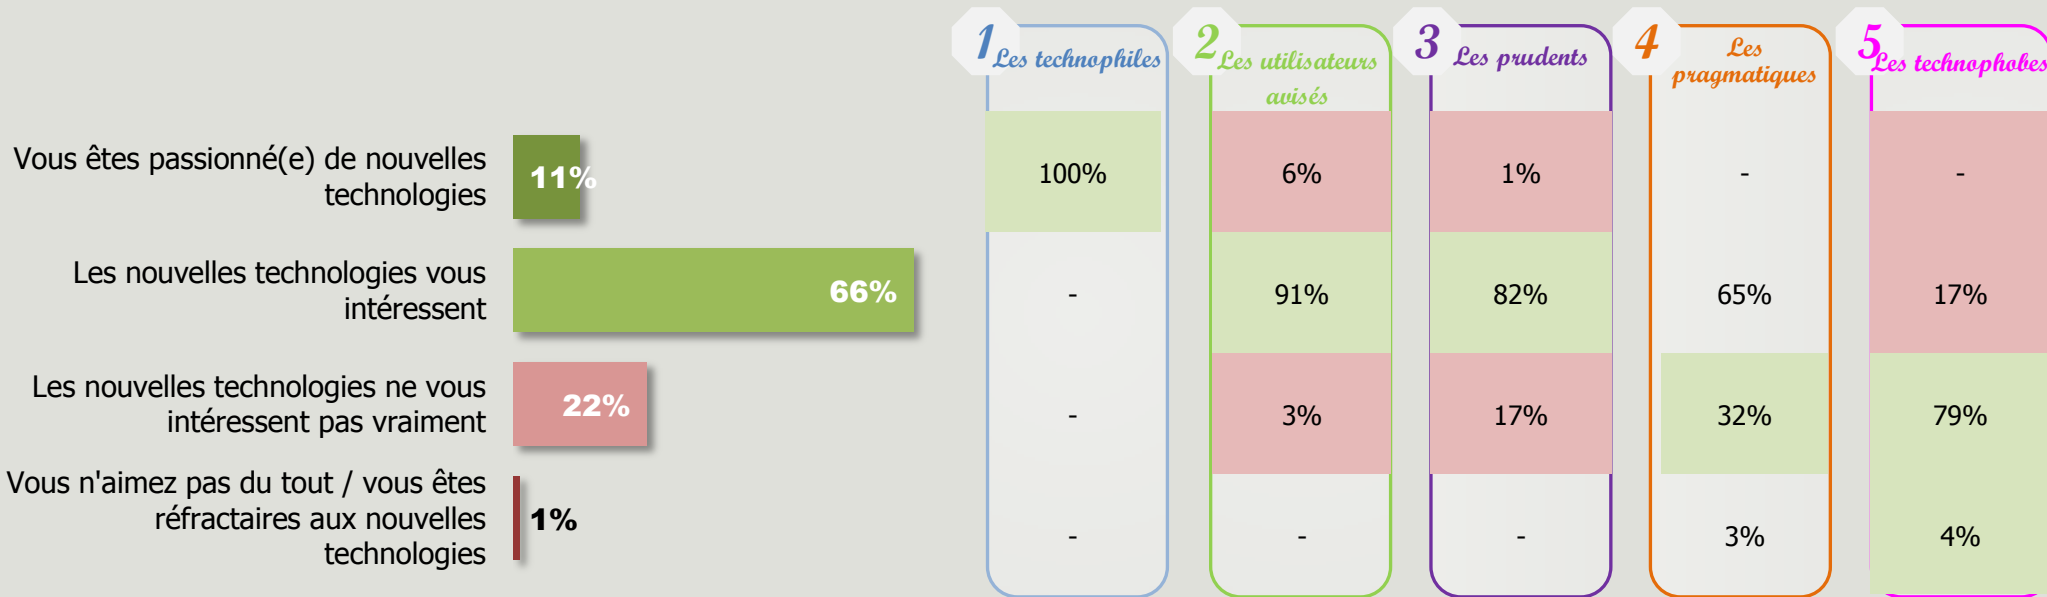 1 Les technophiles
2 Les utilisateurs
avisés
3 Les prudents
4 Les
pragmatiques
5 Les technophobes
Vous êtes passionné(e) de nouvelles
technologies
11%
100%
6%
1%
-
-
Les nouvelles technologies vous
intéressent
66%
-
91%
82%
65%
17%
Les nouvelles technologies ne vous
intéressent pas vraiment
22%
-
3%
17%
32%
79%
Vous n'aimez pas du tout / vous êtes
réfractaires aux nouvelles
technologies
1%
-
-
-
3%
4%